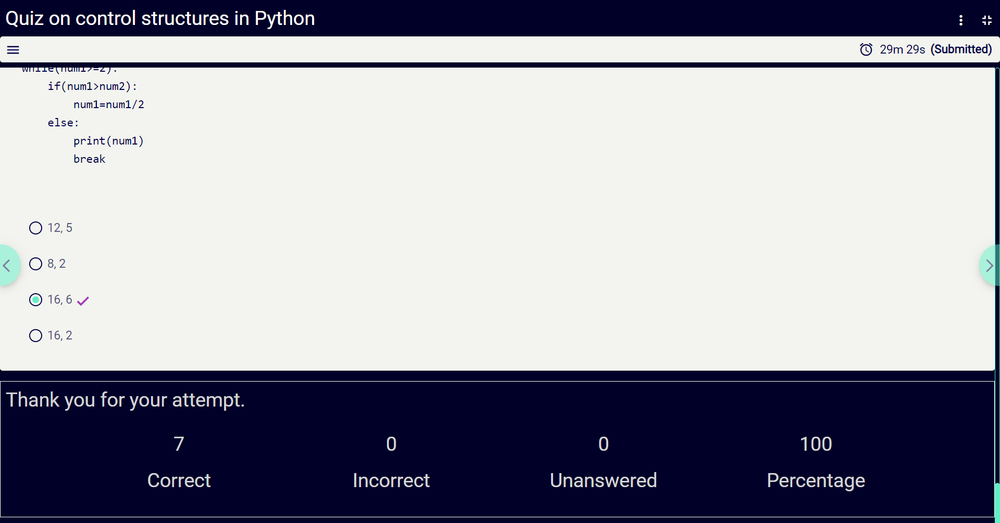 Quiz on control structures in Python
29m 29s (Submitted)
while(num1>=2):
if(num1>num2):
num1=num1/2
else:
print(num1)
break
12, 5
8, 2
16, 6
16, 2
Thank you for your attempt.
7 0 0 100
Correct Incorrect Unanswered Percentage